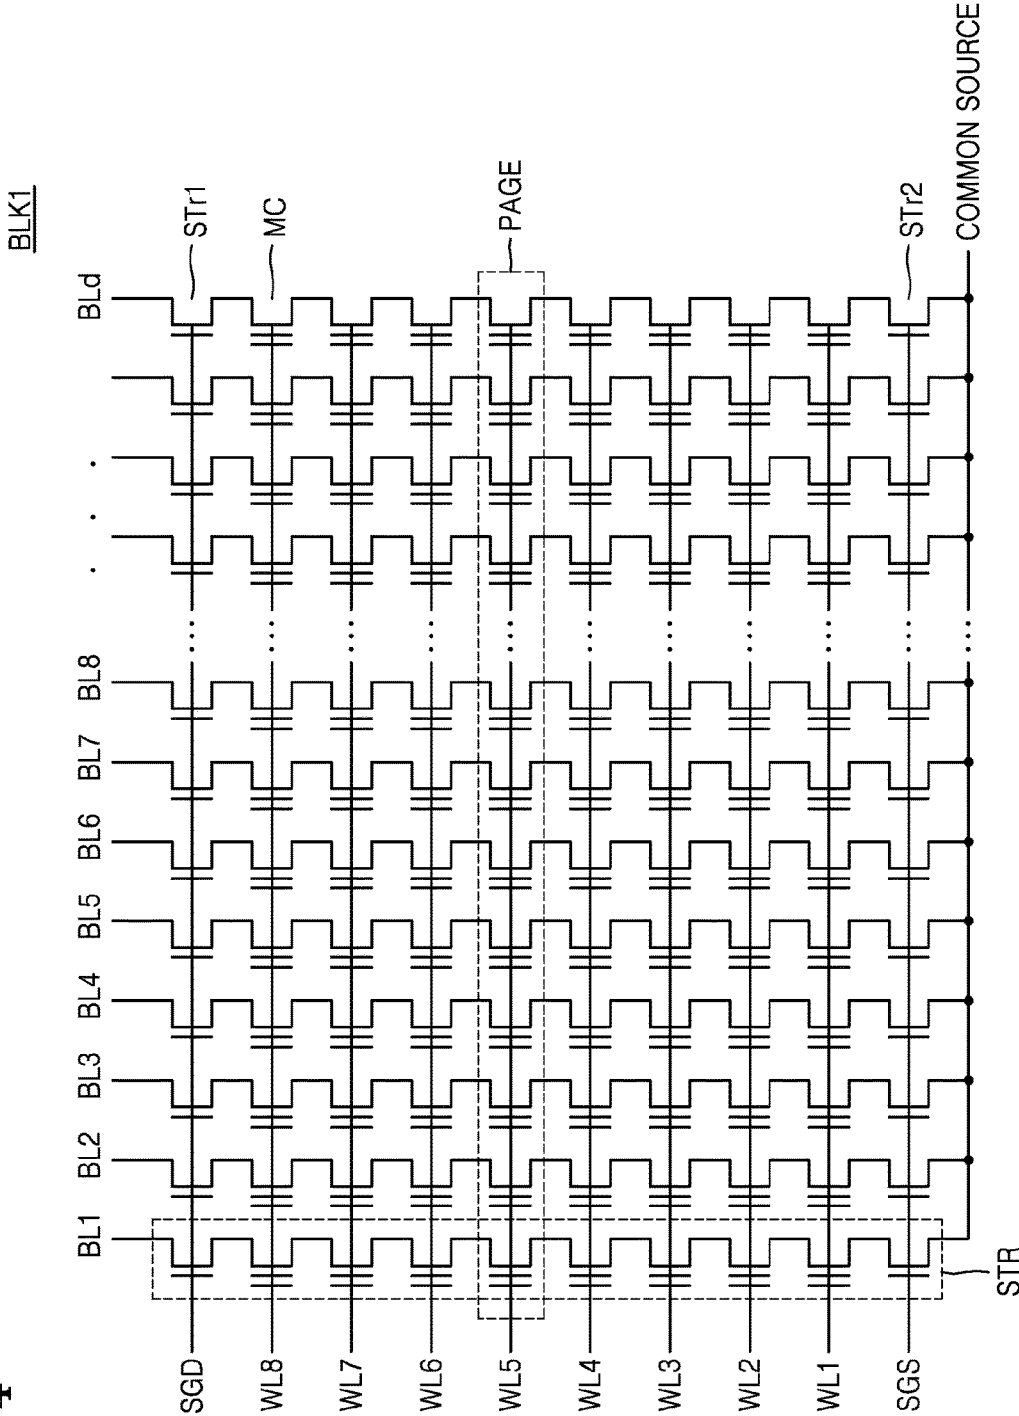 BLK1
BL1 BL2 BL3 BL4 BL5 BL6 BL7 BL8 . . . BLd
SGD STr1
WL8 MC
WL7
WL6
WL5 PAGE
WL4
WL3
WL2
WL1
SGS STr2
COMMON SOURCE
STR